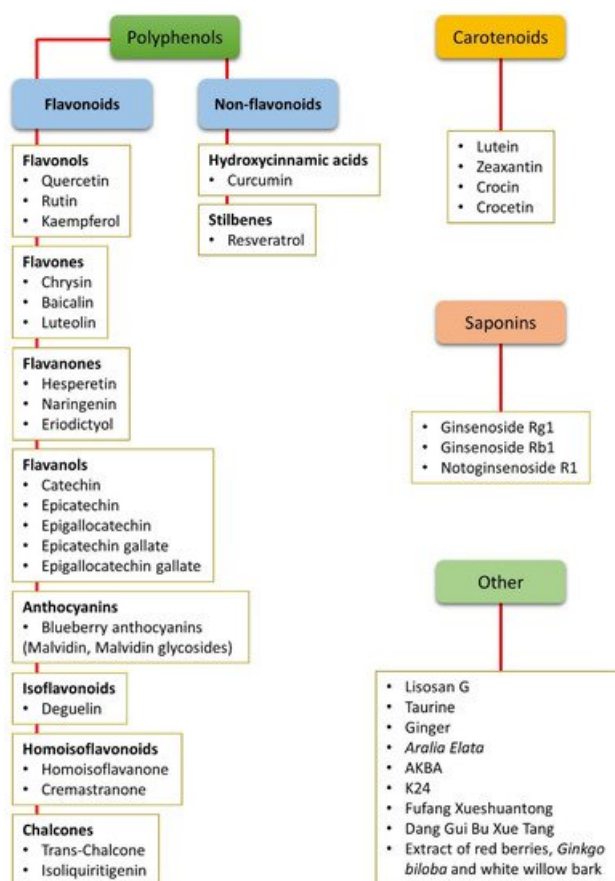 Polyphenols
Flavonoids
Flavonols
• Quercetin
• Rutin
• Kaempferol
Flavones
• Chrysin
• Baicalin
• Luteolin
Flavanones
• Hesperetin
• Naringenin
• Eriodictyol
Flavanols
• Catechin
• Epicatechin
• Epigallocatechin
• Epicatechin gallate
• Epigallocatechin gallate
Anthocyanins
• Blueberry anthocyanins
(Malvidin, Malvidin glycosides)
Isoflavonoids
• Deguelin
Homoisoflavonoids
• Homoisoflavanone
• Cremastranone
Chalcones
• Trans-Chalcone
• Isoliquiritigenin
Non-flavonoids
Hydroxycinnamic acids
• Curcumin
Stilbenes
• Resveratrol
Carotenoids
• Lutein
• Zeaxantin
• Crocin
• Crocetin
Saponins
• Ginsenoside Rg1
• Ginsenoside Rb1
• Notoginsenoside R1
Other
• Lisosan G
• Taurine
• Ginger
• Aralia Elata
• AKBA
• K24
• Fufang Xueshuantong
• Dang Gui Bu Xue Tang
• Extract of red berries, Ginkgo
biloba and white willow bark